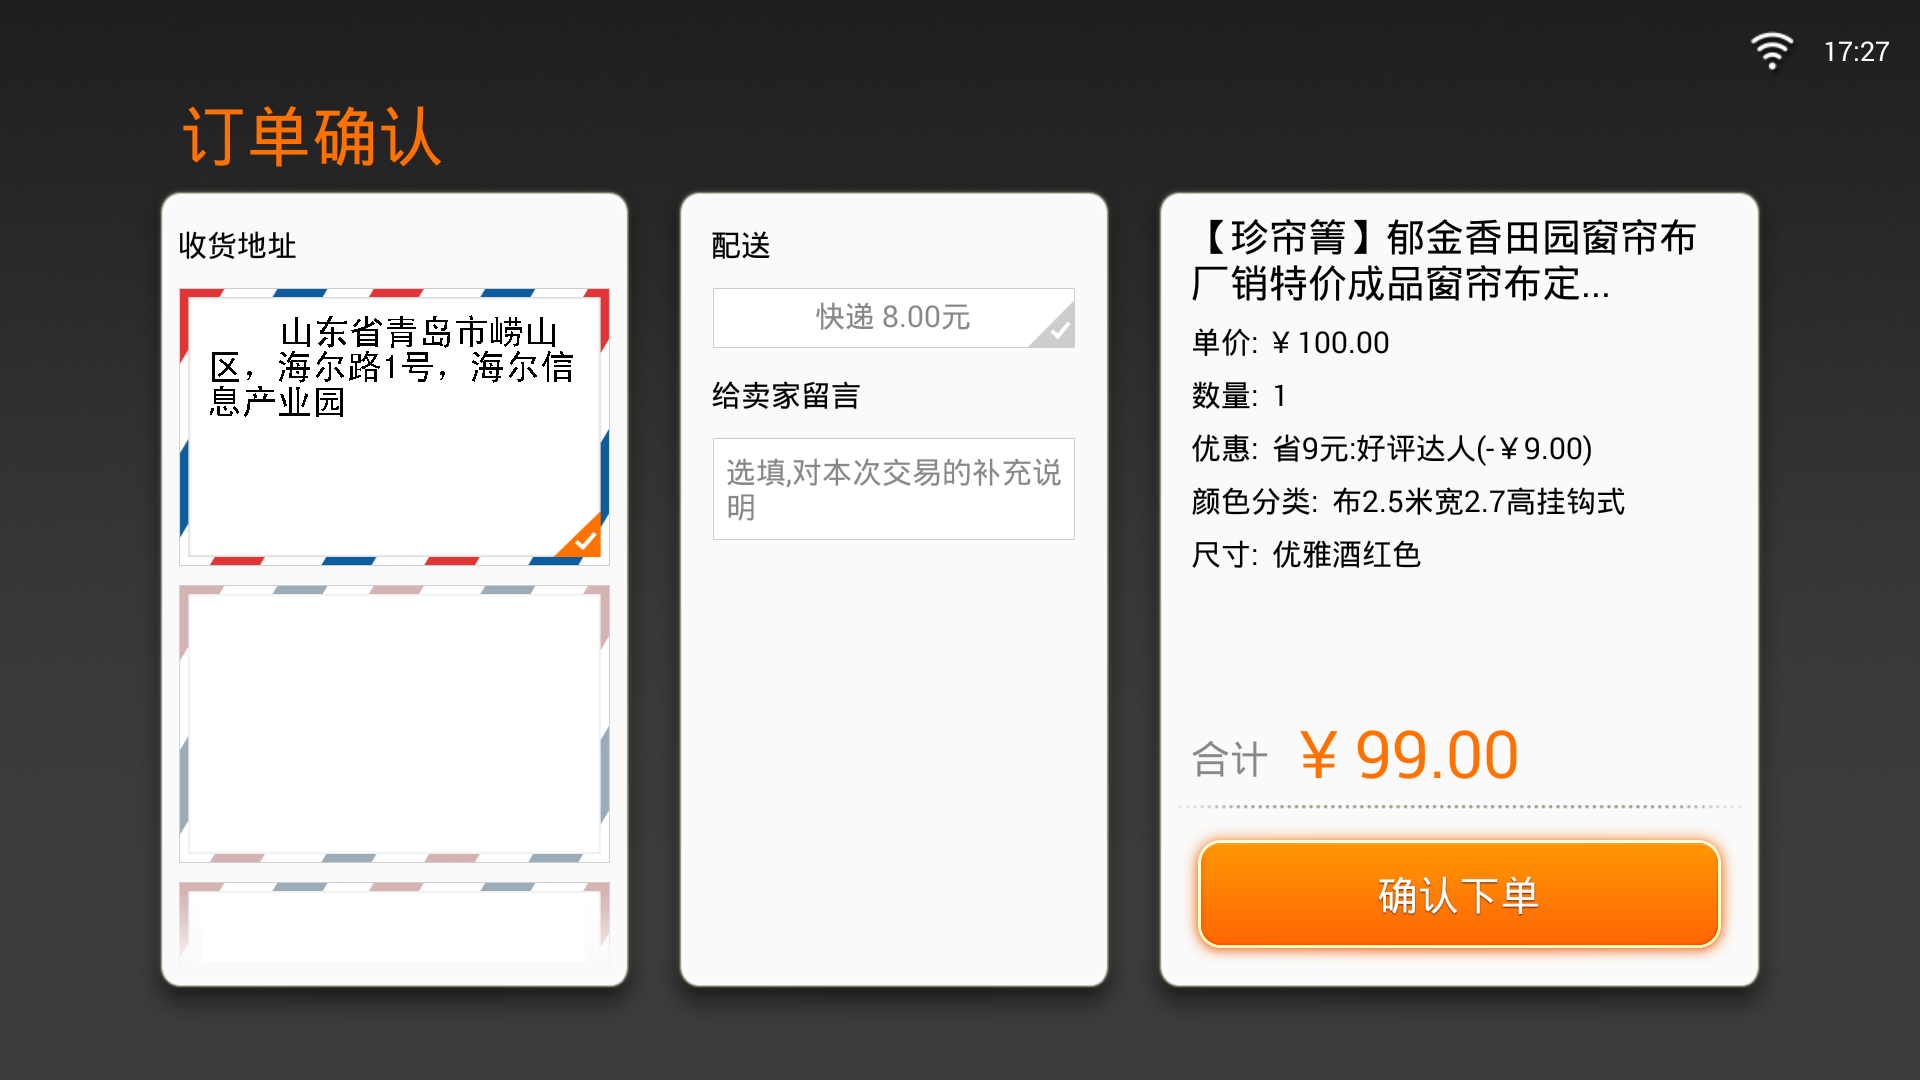 17:27
订单确认
收货地址
山东省青岛市崂山
区，海尔路1号，海尔信
息产业园
配送
快递 8.00元
给卖家留言
选填,对本次交易的补充说
明
【珍帘箐】郁金香田园窗帘布
厂销特价成品窗帘布定...
单价: ¥ 100.00
数量: 1
优惠: 省9元:好评达人(-¥9.00)
颜色分类: 布2.5米宽2.7高挂钩式
尺寸: 优雅酒红色
合计 ¥ 99.00
确认下单